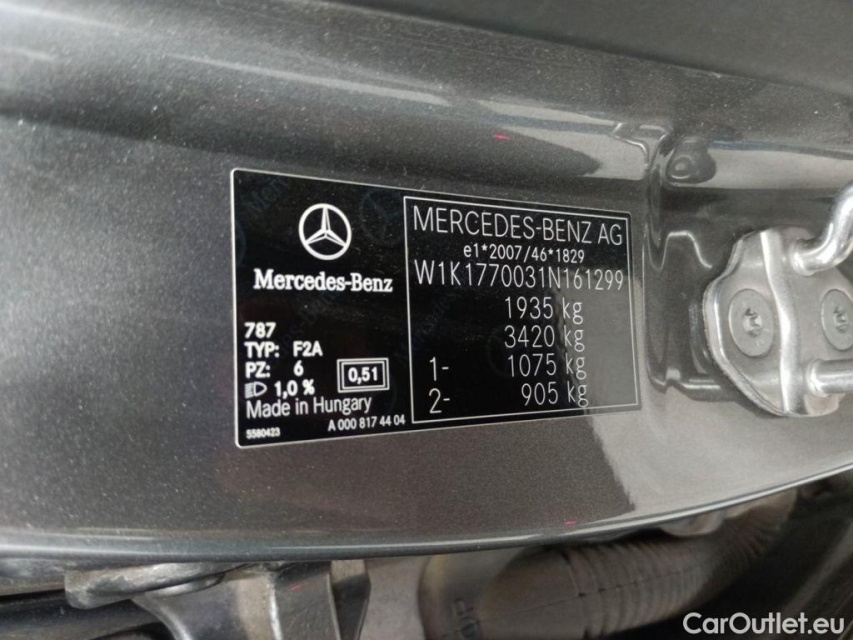 Mercedes-Benz
787
TYP: F2A
PZ: 6
1,0 %
0,51
Made in Hungary
5580423
A 000 817 44 04
MERCEDES-BENZ AG
e1*2007/46*1829
W1K1770031N161299
1935 kg
3420 kg
1- 1075 kg
2- 905 kg
CarOutlet.eu